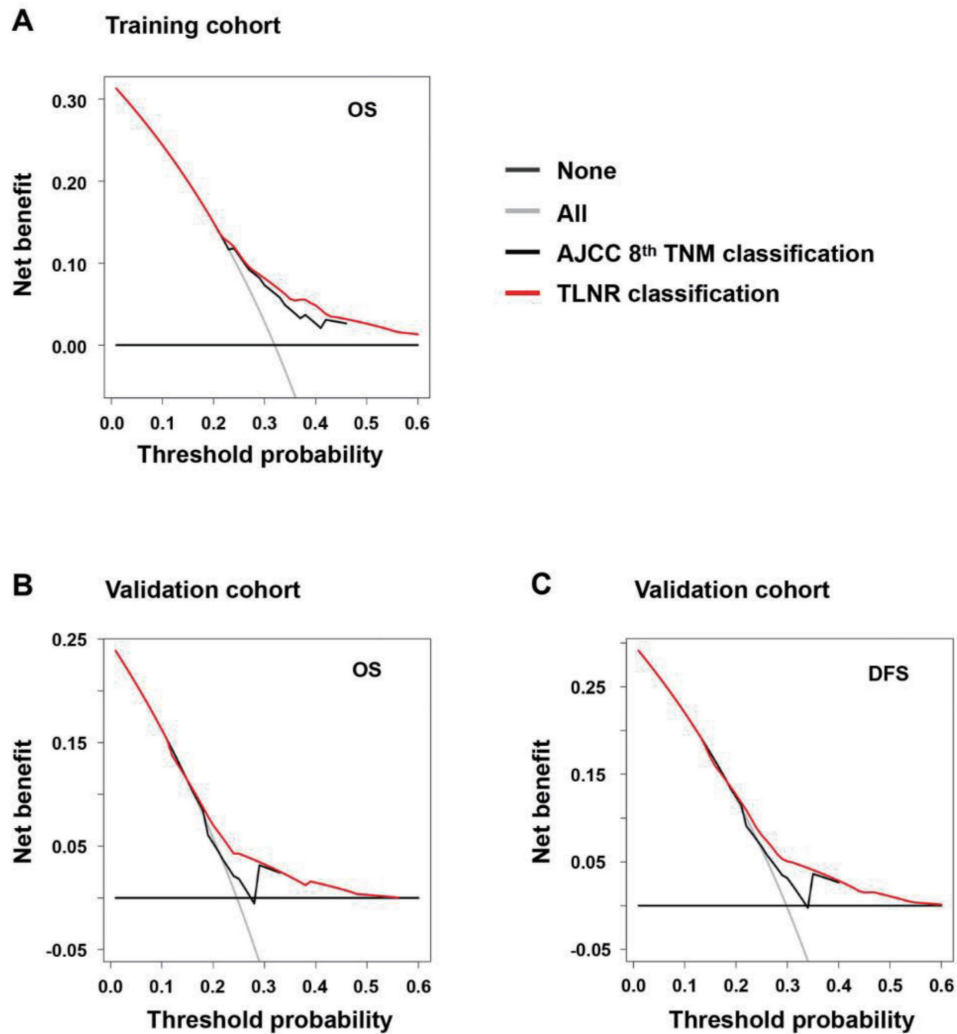 A Training cohort
OS
0.30
0.20
0.10
0.00
Net benefit
0.0 0.1 0.2 0.3 0.4 0.5 0.6
Threshold probability
None
All
AJCC 8th TNM classification
TLNR classification
B Validation cohort
OS
0.25
0.15
0.05
-0.05
Net benefit
0.0 0.1 0.2 0.3 0.4 0.5 0.6
Threshold probability
C Validation cohort
DFS
0.25
0.15
0.05
-0.05
Net benefit
0.0 0.1 0.2 0.3 0.4 0.5 0.6
Threshold probability